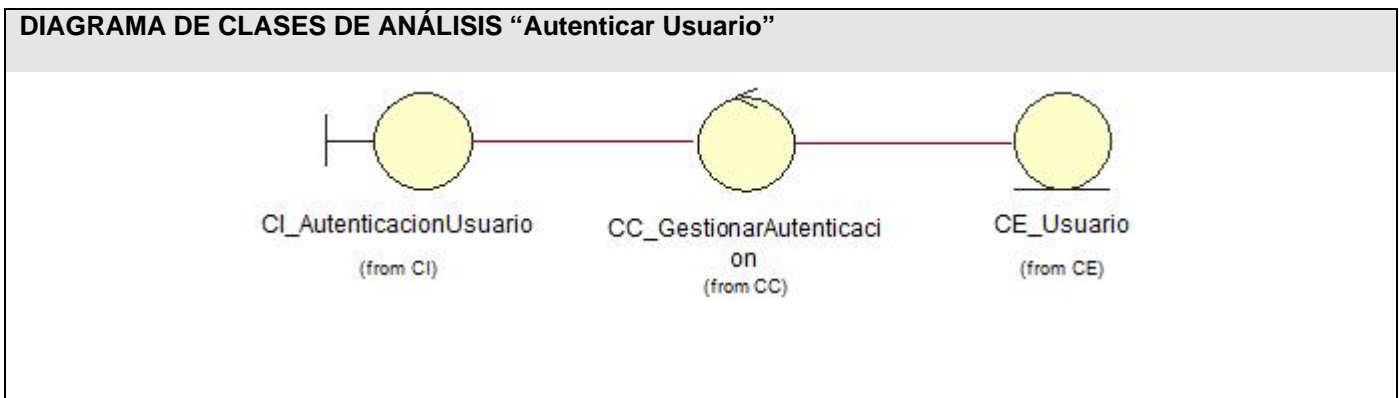 DIAGRAMA DE CLASES DE ANÁLISIS “Autenticar Usuario”
CI_AutenticacionUsuario
(from CI)
CC_GestionarAutenticaci
on
(from CC)
CE_Usuario
(from CE)